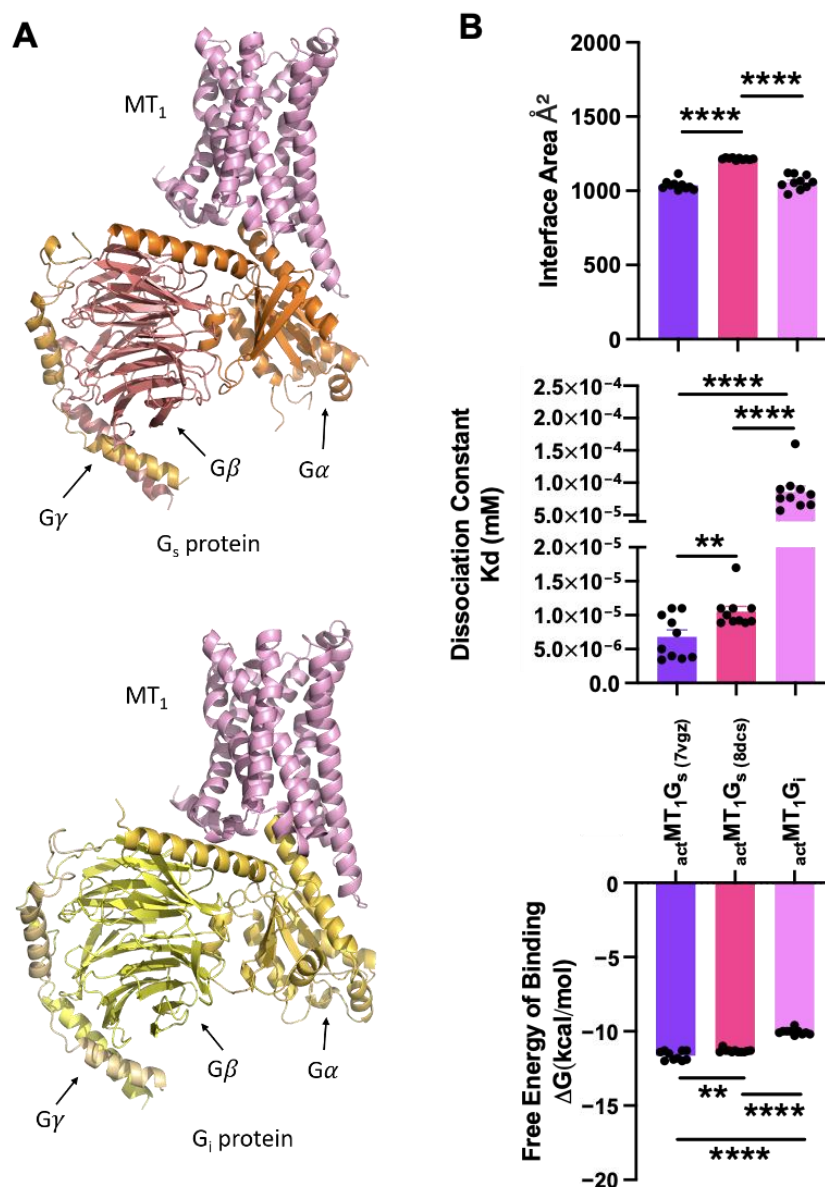 A
MT₁
Gβ
Gα
Gγ
Gₛ protein
MT₁
Gβ
Gα
Gγ
Gᵢ protein
B
Interface Area Å²
2000
1500
1000
500
0
****
****
Dissociation Constant
Kd (mM)
2.5×10⁻⁴
2.0×10⁻⁴
1.0×10⁻⁴
1.0×10⁻⁴
5.0×10⁻⁵
2.0×10⁻⁵
1.5×10⁻⁵
1.0×10⁻⁵
5.0×10⁻⁶
0.0
****
****
**
actMT₁Gₛ (7vgz)
actMT₁Gₛ (8dcs)
actMT₁Gᵢ
Free Energy of Binding
ΔG(kcal/mol)
0
−5
−10
−15
−20
**
****
****